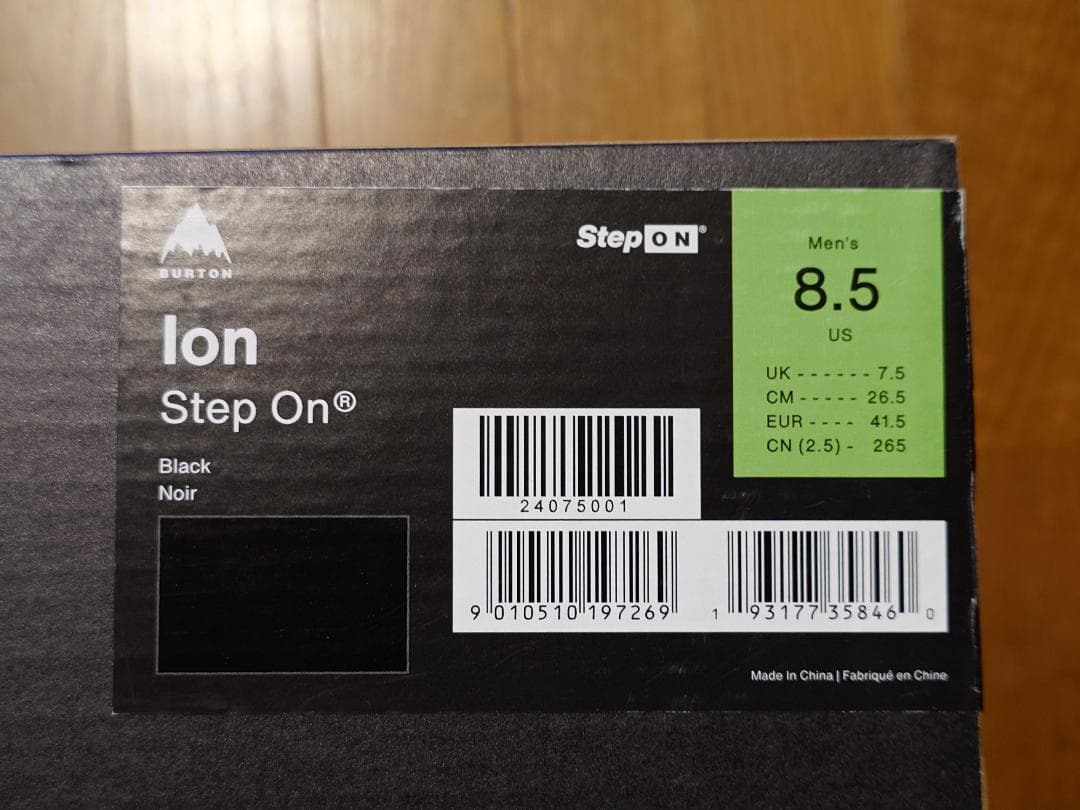 BURTON
StepON®
Ion
Step On®
Black
Noir
Men's
8.5
US
UK - - - - - - 7.5
CM - - - - - 26.5
EUR - - - - 41.5
CN (2.5) - 265
24075001
9 010510 197269
1 93177 35846 0
Made In China | Fabriqué en Chine